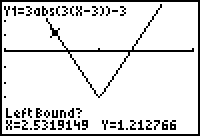 Y1=3abs(3(X-3))-3
Left Bound?
X=2.5319149 Y=1.212766